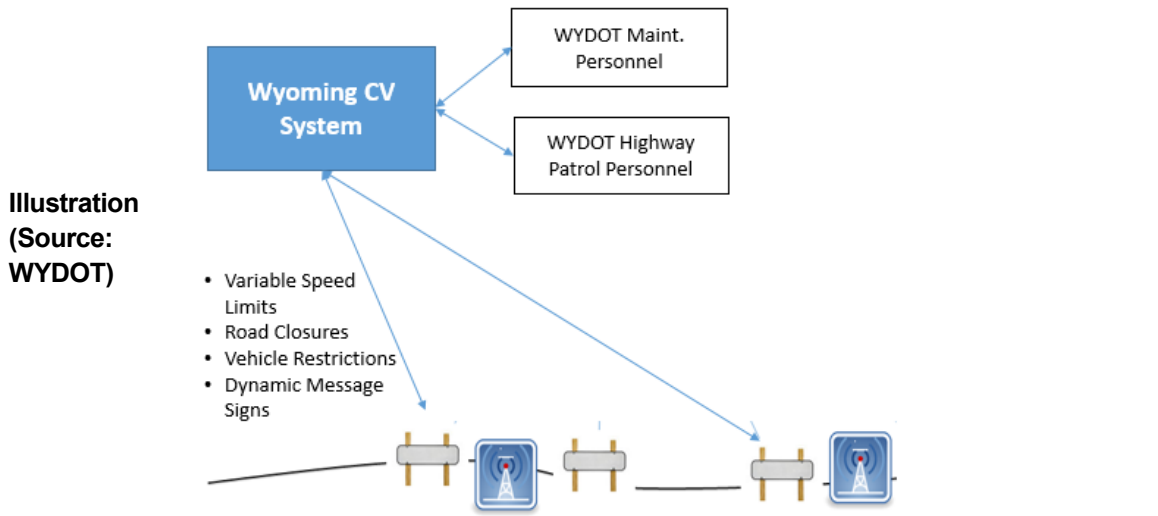 WYDOT Maint.
Personnel
Wyoming CV
System
WYDOT Highway
Patrol Personnel
Illustration
(Source:
WYDOT)
• Variable Speed
Limits
• Road Closures
• Vehicle Restrictions
• Dynamic Message
Signs